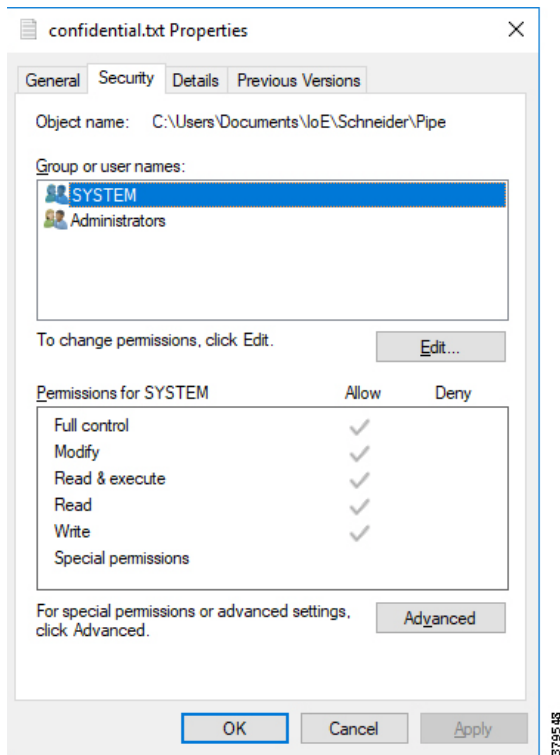 confidential.txt Properties
General Security Details Previous Versions
Object name: C:\Users\Documents\IoE\Schneider\Pipe
Group or user names:
SYSTEM
Administrators
To change permissions, click Edit.
Edit...
Permissions for SYSTEM Allow Deny
Full control
Modify
Read & execute
Read
Write
Special permissions
For special permissions or advanced settings,
click Advanced.
Advanced
OK Cancel Apply